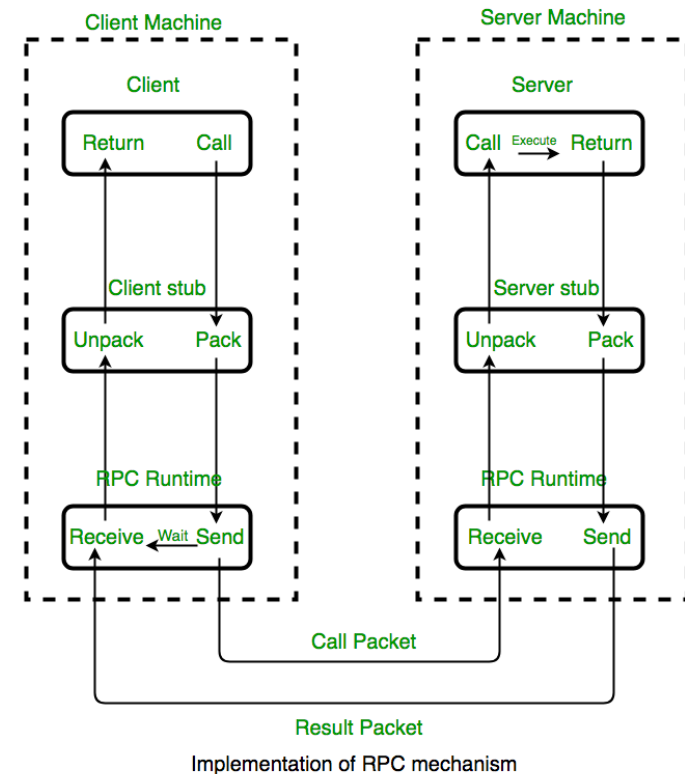 Client Machine
Server Machine
Client
Server
Return Call
Call Execute Return
Client stub
Server stub
Unpack Pack
Unpack Pack
RPC Runtime
RPC Runtime
Receive Wait Send
Receive Send
Call Packet
Result Packet
Implementation of RPC mechanism